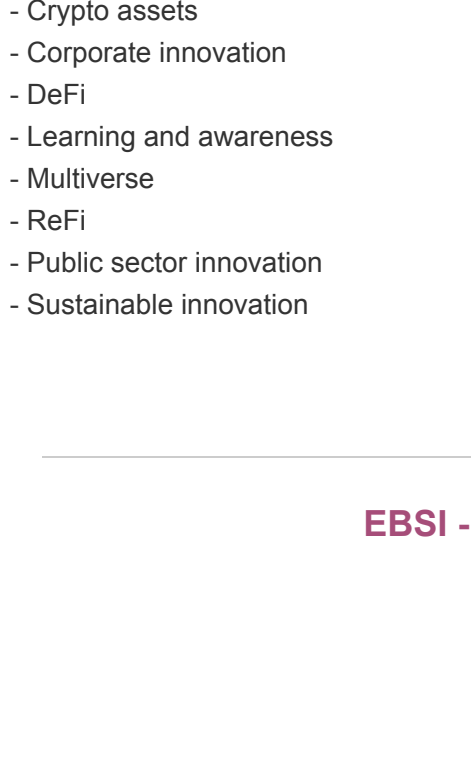 - Crypto assets
- Corporate innovation
- DeFi
- Learning and awareness
- Multiverse
- ReFi
- Public sector innovation
- Sustainable innovation
EBSI -